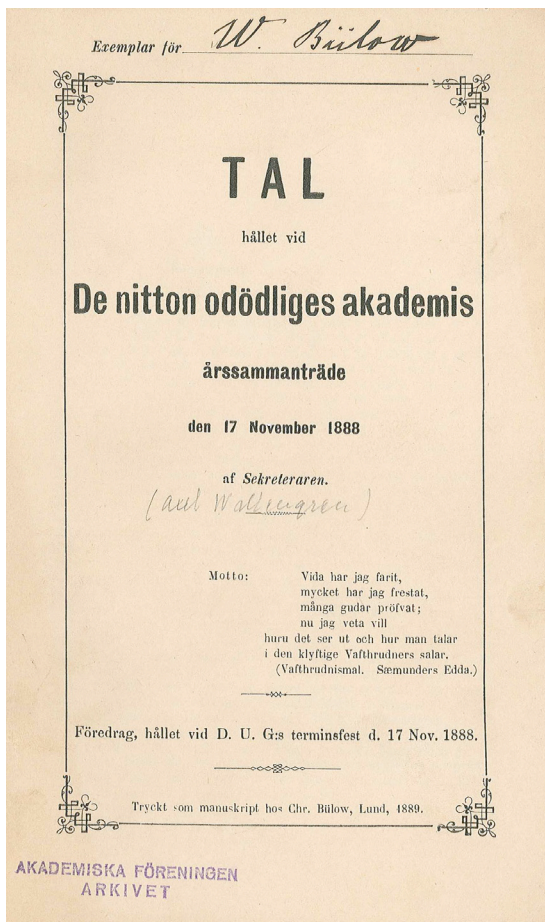 Exemplar för W. Bülow
TAL
hållet vid
De nitton odödliges akademis
årssammanträde
den 17 November 1888
af Sekreteraren.
(Axel Wallengren)
Motto: Vida har jag farit,
mycket har jag frestat,
många gudar pröfvat;
nu jag veta vill
huru det ser ut och hur man talar
i den klyftige Vafthrudners salar.
(Vafthrudnismal. Sæmunders Edda.)
Föredrag, hållet vid D. U. G:s terminsfest d. 17 Nov. 1888.
Tryckt som manuskript hos Chr. Bülow, Lund, 1889.
AKADEMISKA FÖRENINGEN
ARKIVET